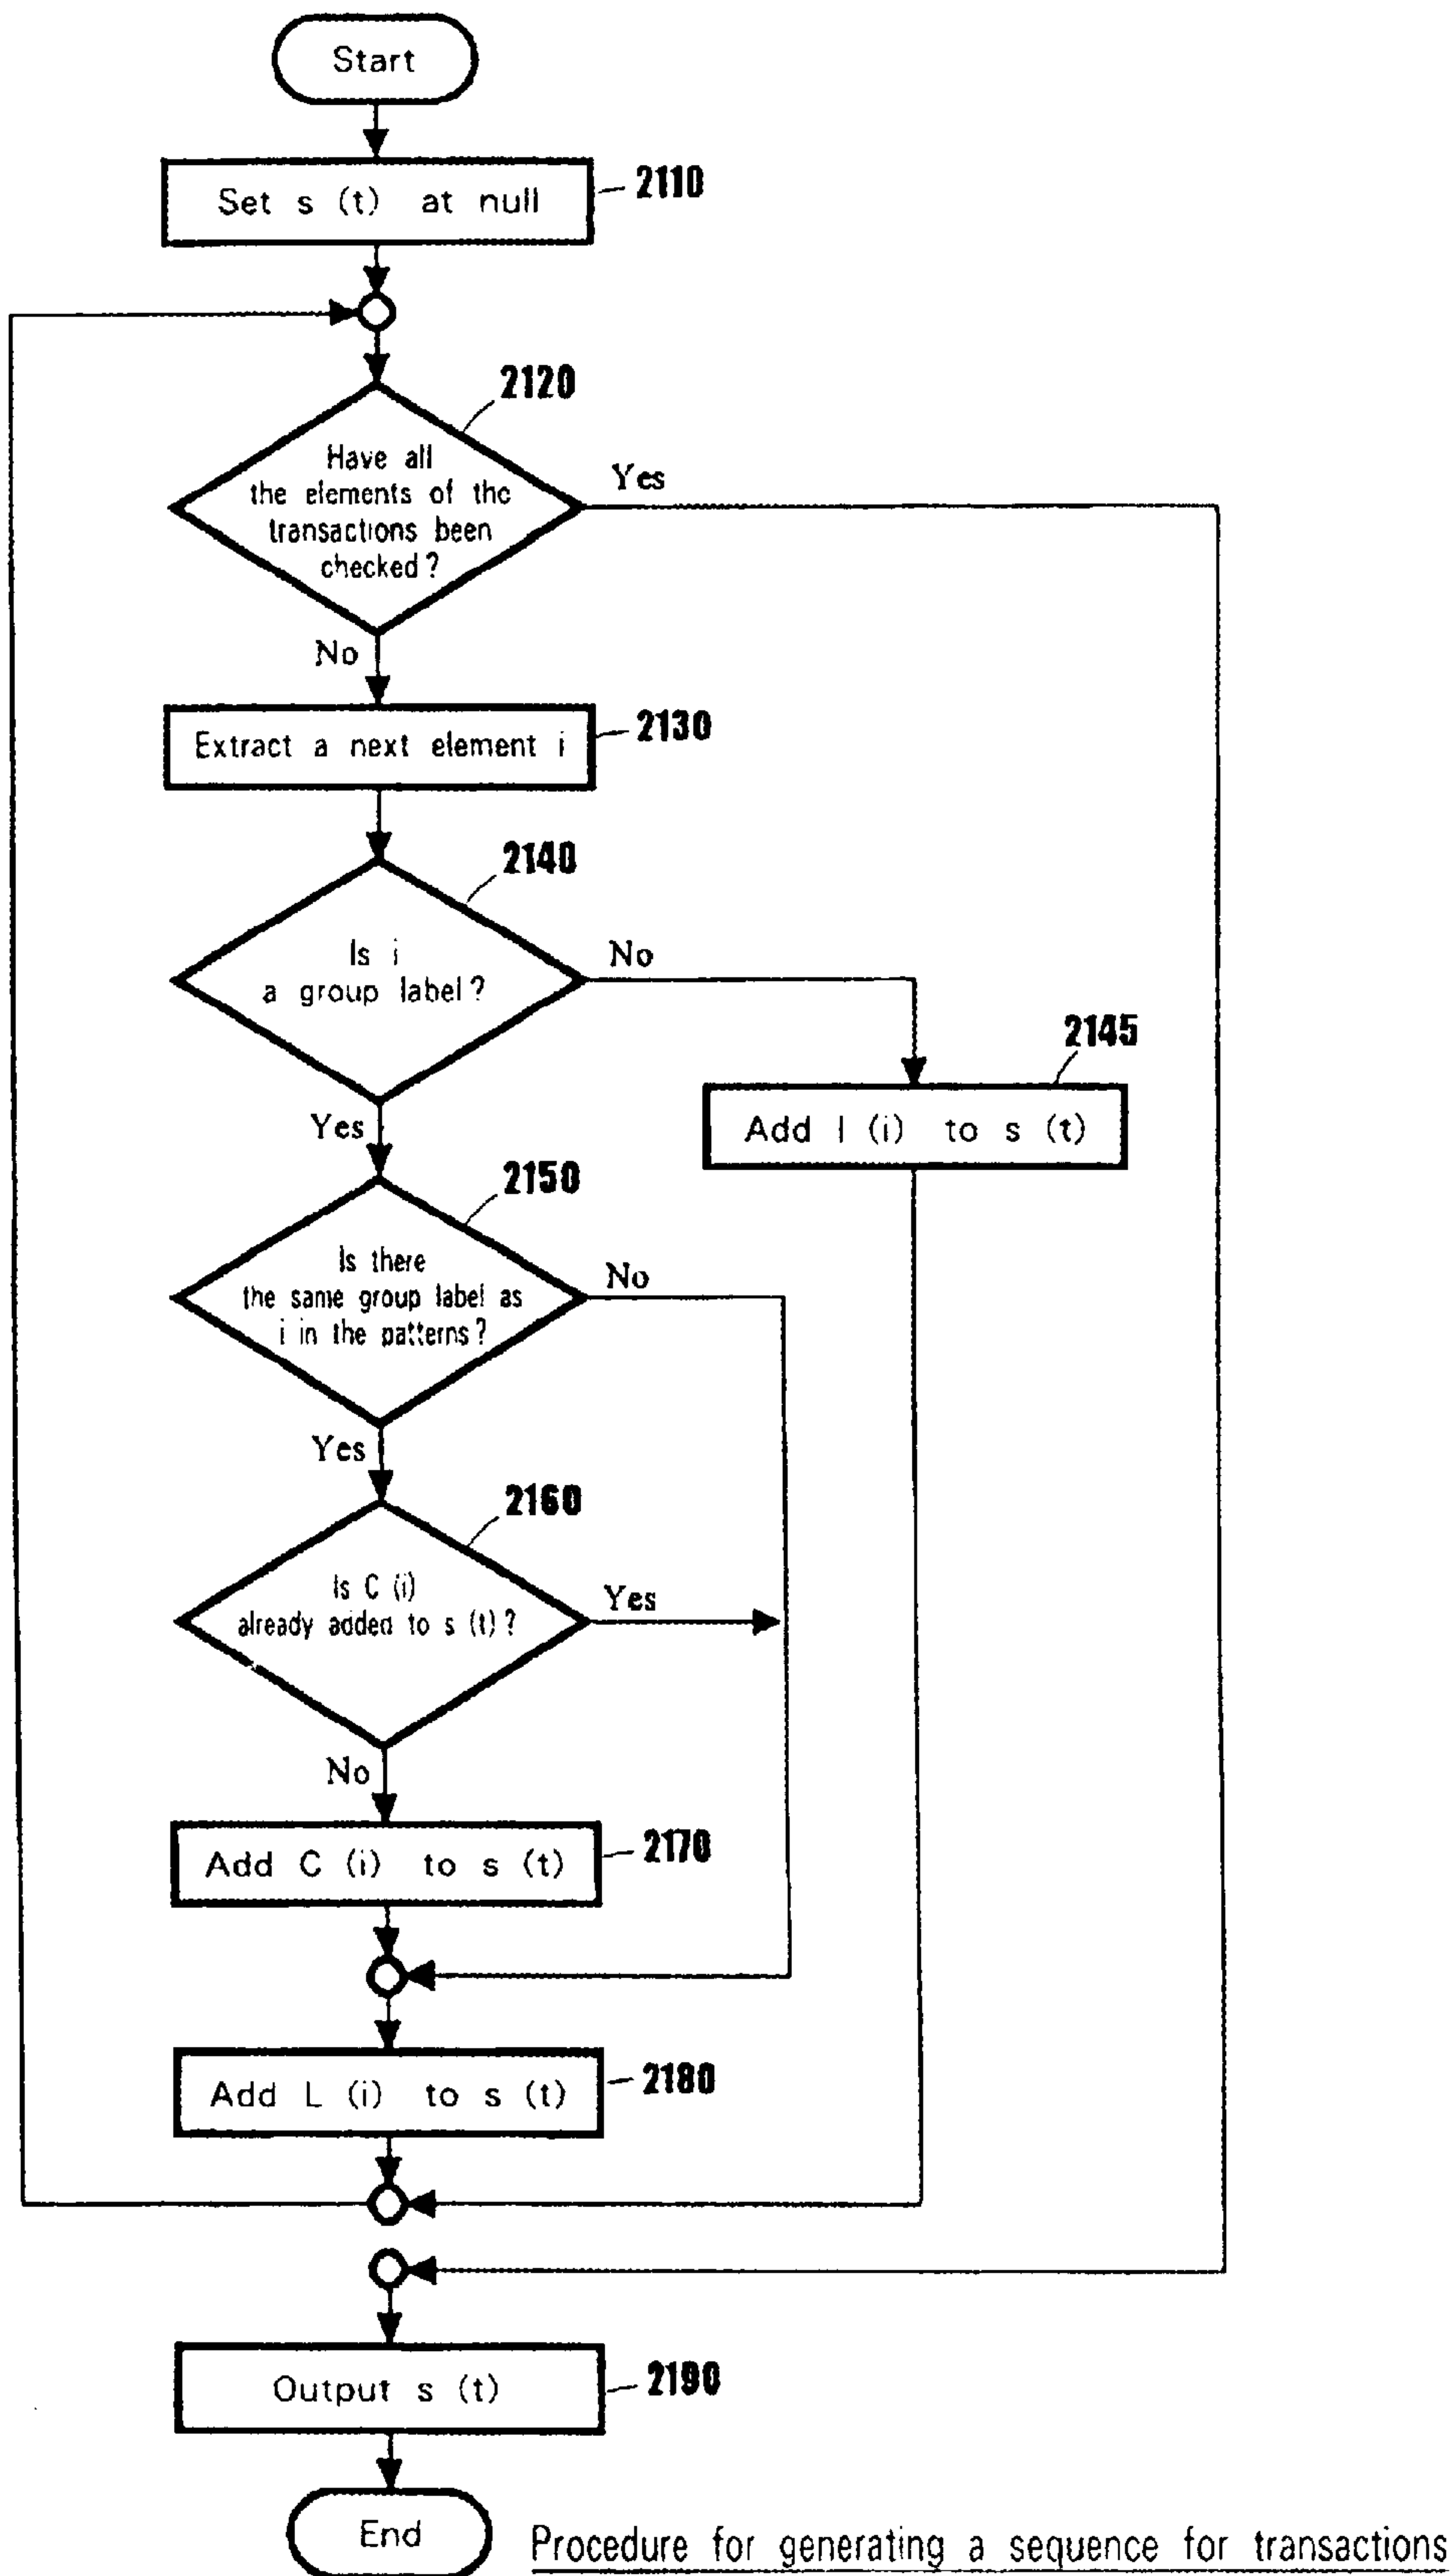 Start
Set s (t) at null
2110
2120
Have all
the elements of the
transactions been
checked?
Yes
No
Extract a next element i
2130
2140
Is i
a group label?
No
Yes
2145
Add l (i) to s (t)
2150
Is there
the same group label as
i in the patterns?
No
Yes
2160
Is C (i)
already added to s (t)?
Yes
No
Add C (i) to s (t)
2170
Add L (i) to s (t)
2180
Output s (t)
2190
End
Procedure for generating a sequence for transactions